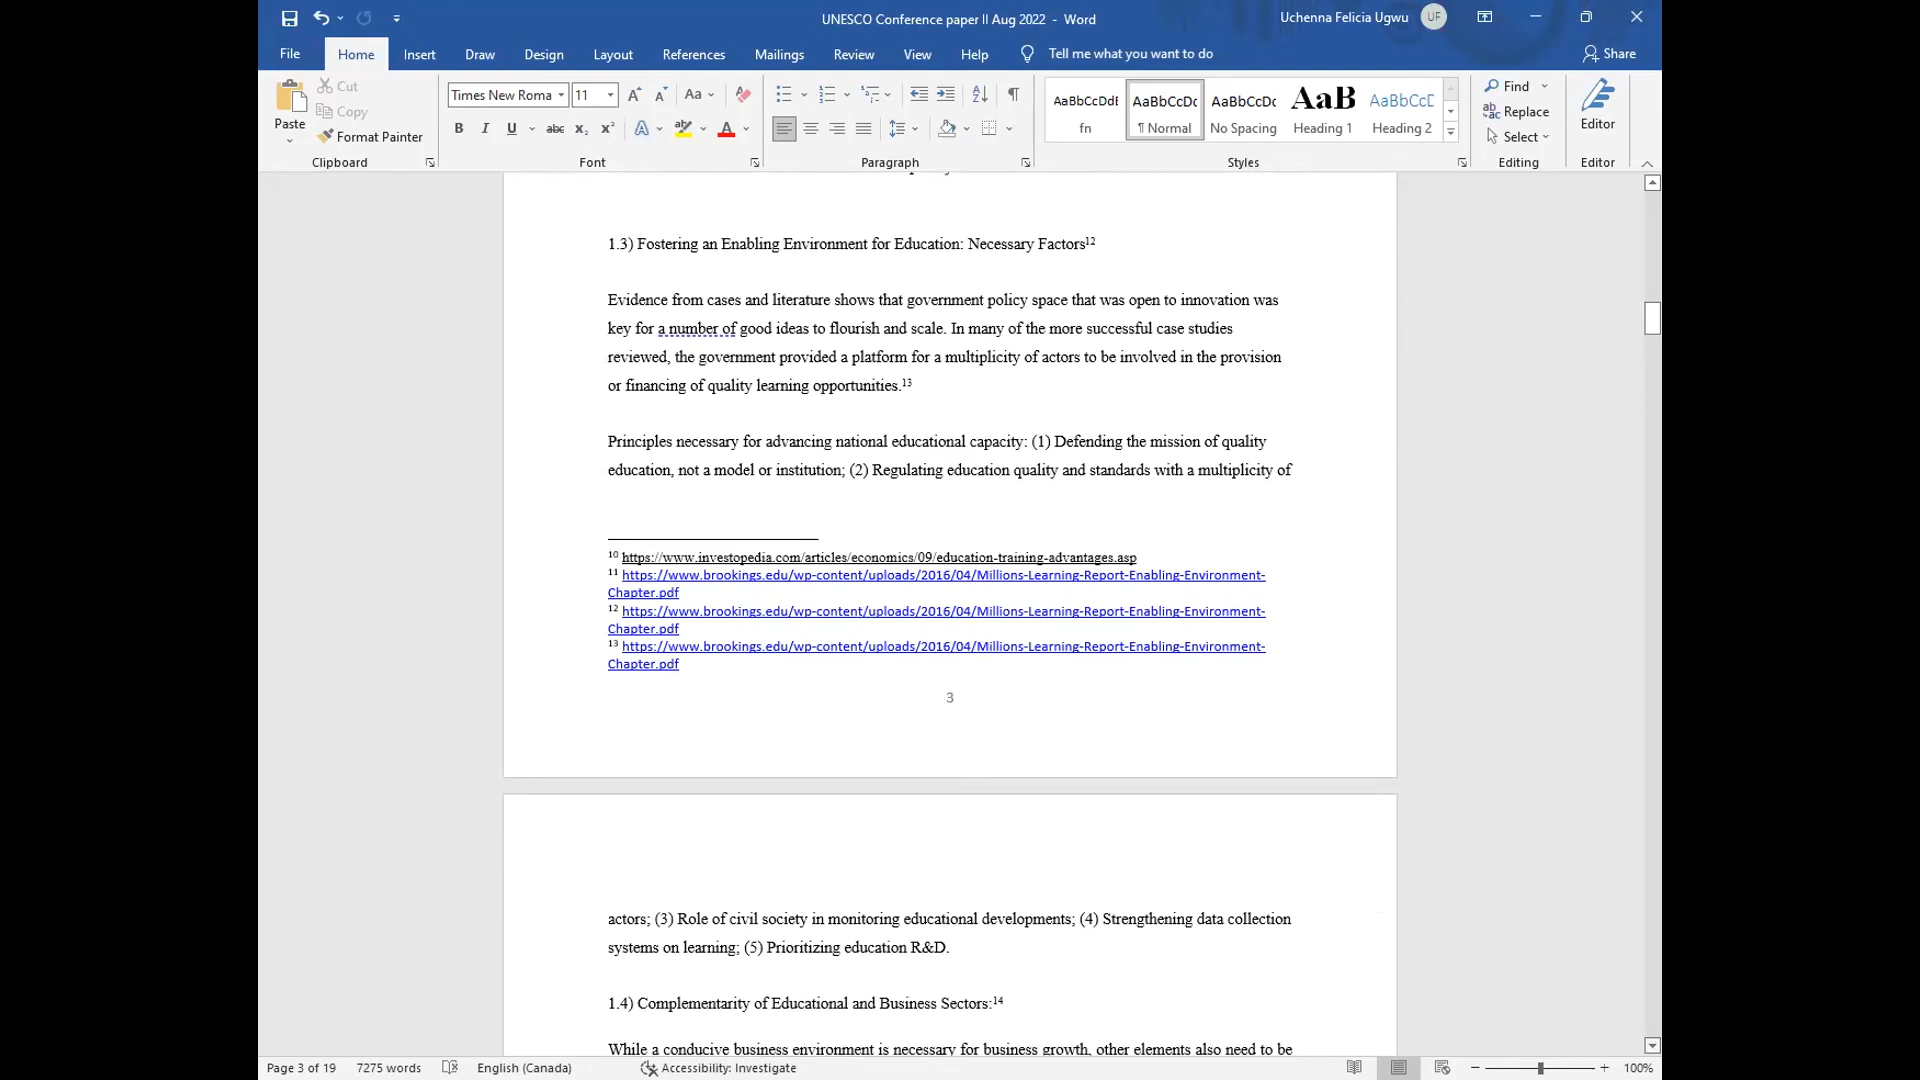 UNESCO Conference paper II Aug 2022 - Word
Uchenna Felicia Ugwu UF
File Home Insert Draw Design Layout References Mailings Review View Help Tell me what you want to do Share
Paste
Cut
Copy
Format Painter
Clipboard
Times New Roma 11
Font
Paragraph
AaBbCcDdE AaBbCcDc AaBbCcDc AaB AaBbCcD
fn ¶ Normal No Spacing Heading 1 Heading 2
Styles
Find
Replace
Select
Editing
Editor
Editor
1.3) Fostering an Enabling Environment for Education: Necessary Factors12
Evidence from cases and literature shows that government policy space that was open to innovation was
key for a number of good ideas to flourish and scale. In many of the more successful case studies
reviewed, the government provided a platform for a multiplicity of actors to be involved in the provision
or financing of quality learning opportunities.13
Principles necessary for advancing national educational capacity: (1) Defending the mission of quality
education, not a model or institution; (2) Regulating education quality and standards with a multiplicity of
10 https://www.investopedia.com/articles/economics/09/education-training-advantages.asp
11 https://www.brookings.edu/wp-content/uploads/2016/04/Millions-Learning-Report-Enabling-Environment-
Chapter.pdf
12 https://www.brookings.edu/wp-content/uploads/2016/04/Millions-Learning-Report-Enabling-Environment-
Chapter.pdf
13 https://www.brookings.edu/wp-content/uploads/2016/04/Millions-Learning-Report-Enabling-Environment-
Chapter.pdf
3
actors; (3) Role of civil society in monitoring educational developments; (4) Strengthening data collection
systems on learning; (5) Prioritizing education R&D.
1.4) Complementarity of Educational and Business Sectors:14
While a conducive business environment is necessary for business growth, other elements also need to be
Page 3 of 19 7275 words English (Canada) Accessibility: Investigate 100%